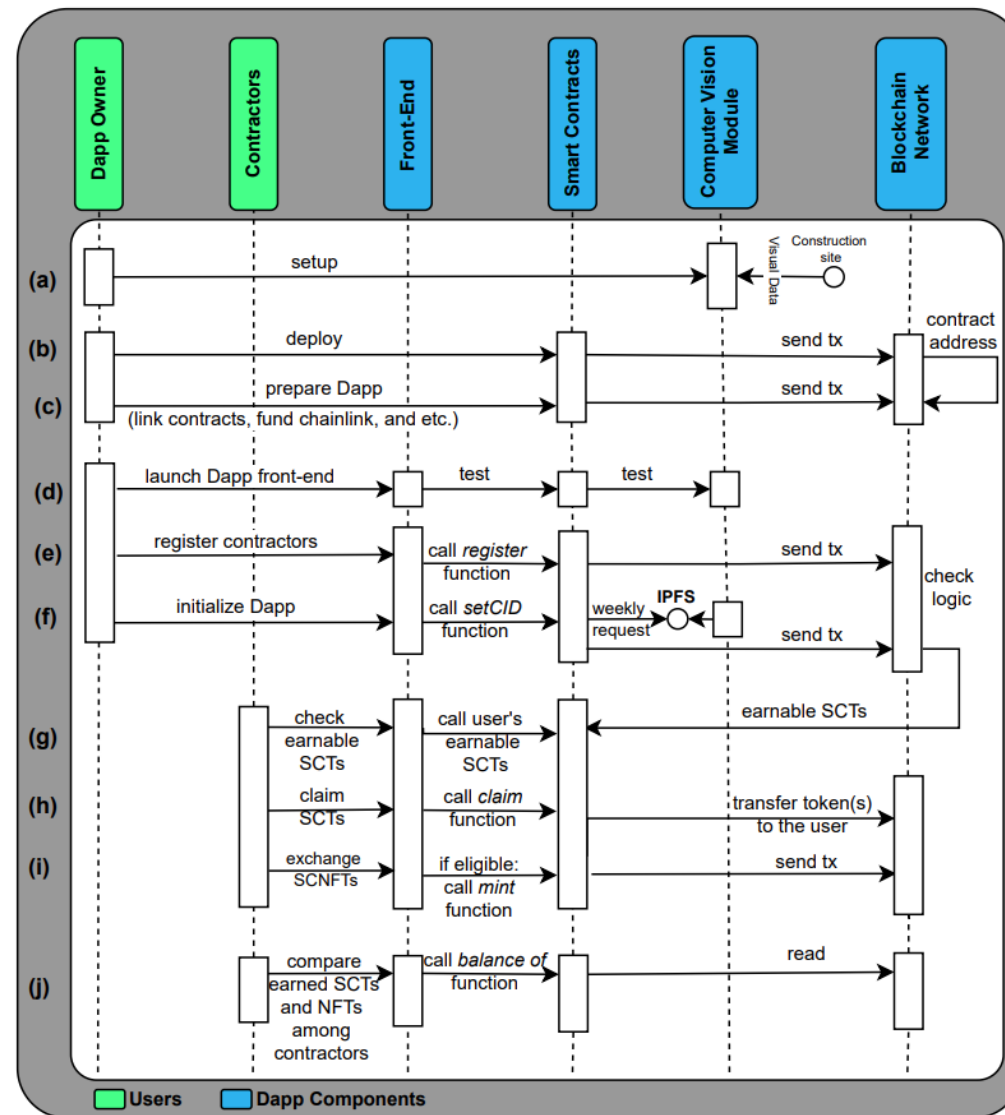 Dapp Owner
Contractors
Front-End
Smart Contracts
Computer Vision
Module
Blockchain
Network
(a)
setup
Visual Data
Construction
site
(b)
deploy
send tx
contract
address
(c)
prepare Dapp
(link contracts, fund chainlink, and etc.)
send tx
(d)
launch Dapp front-end
test
test
(e)
register contractors
call register
function
send tx
check
logic
(f)
initialize Dapp
call setCID
function
weekly
request
IPFS
send tx
(g)
check
earnable
SCTs
call user's
earnable
SCTs
earnable SCTs
(h)
claim
SCTs
call claim
function
transfer token(s)
to the user
(i)
exchange
SCNFTs
if eligible:
call mint
function
send tx
(j)
compare
earned SCTs
and NFTs
among
contractors
call balance of
function
read
Users
Dapp Components